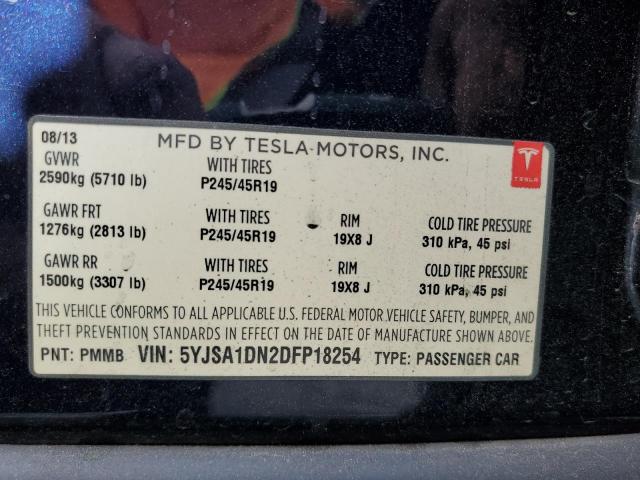 08/13 MFD BY TESLA MOTORS, INC.
GVWR WITH TIRES
2590kg (5710 lb) P245/45R19
TESLA
GAWR FRT WITH TIRES RIM COLD TIRE PRESSURE
1276kg (2813 lb) P245/45R19 19X8 J 310 kPa, 45 psi
GAWR RR WITH TIRES RIM COLD TIRE PRESSURE
1500kg (3307 lb) P245/45R19 19X8 J 310 kPa, 45 psi
THIS VEHICLE CONFORMS TO ALL APPLICABLE U.S. FEDERAL MOTOR VEHICLE SAFETY, BUMPER, AND
THEFT PREVENTION STANDARDS IN EFFECT ON THE DATE OF MANUFACTURE SHOWN ABOVE.
PNT: PMMB VIN: 5YJSA1DN2DFP18254 TYPE: PASSENGER CAR